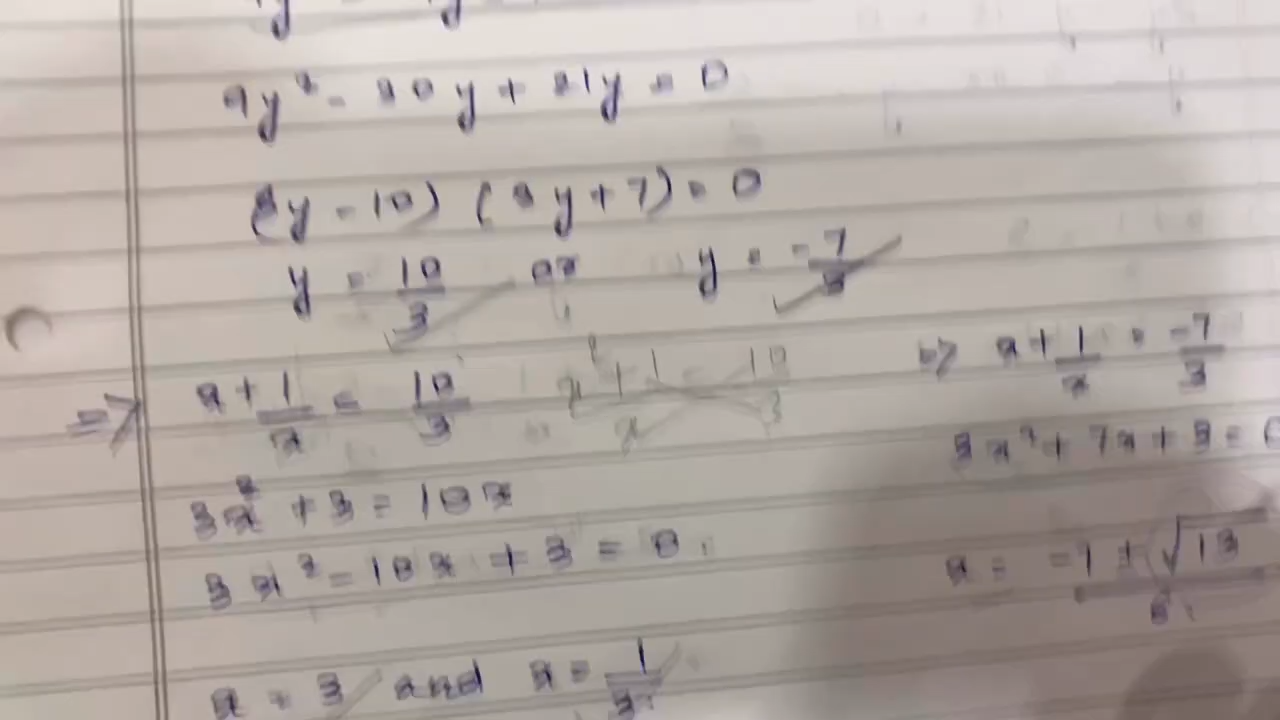 9y² - 30y + 21y = 0
(3y - 10) (3y + 7) = 0
y = 10/3 or y = -7/3
=> x + 1/x = 10/3
=> x + 1/x = -7/3
3x² + 3 = 10x
3x² + 7x + 3 = 0
3x² - 10x + 3 = 0
x = -7 ± √13 / 6
x = 3 and x = 1/3